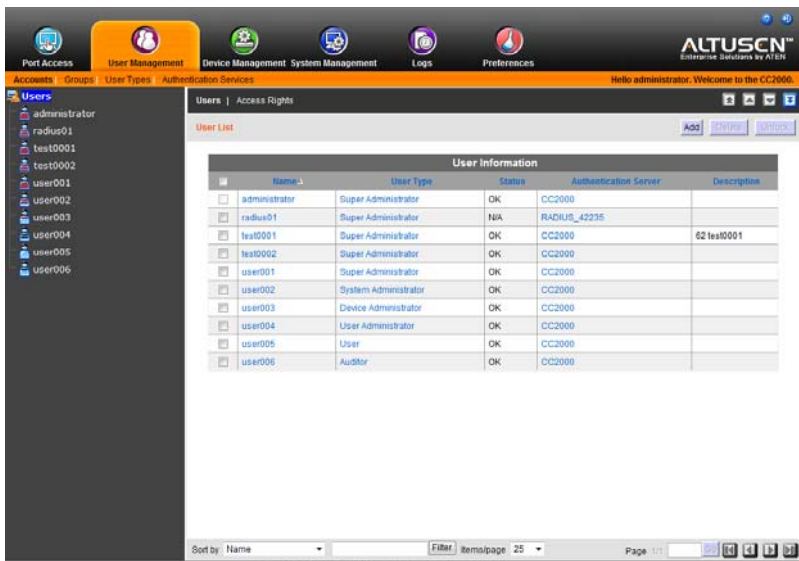 ALTUSEN™
Enterprise Solutions by ATEN
Port Access User Management Device Management System Management Logs Preferences
Accounts Groups User Types Authentication Services Hello administrator. Welcome to the CC2000.
Users
administrator
radius01
test0001
test0002
user001
user002
user003
user004
user005
user006
Users | Access Rights
User List Add Delete Unlock
User Information
Name User Type Status Authentication Server Description
administrator Super Administrator OK CC2000
radius01 Super Administrator N/A RADIUS_42235
test0001 Super Administrator OK CC2000 62 test0001
test0002 Super Administrator OK CC2000
user001 Super Administrator OK CC2000
user002 System Administrator OK CC2000
user003 Device Administrator OK CC2000
user004 User Administrator OK CC2000
user005 User OK CC2000
user006 Auditor OK CC2000
Sort by Name Filter Items/page 25 Page 1/1 Go